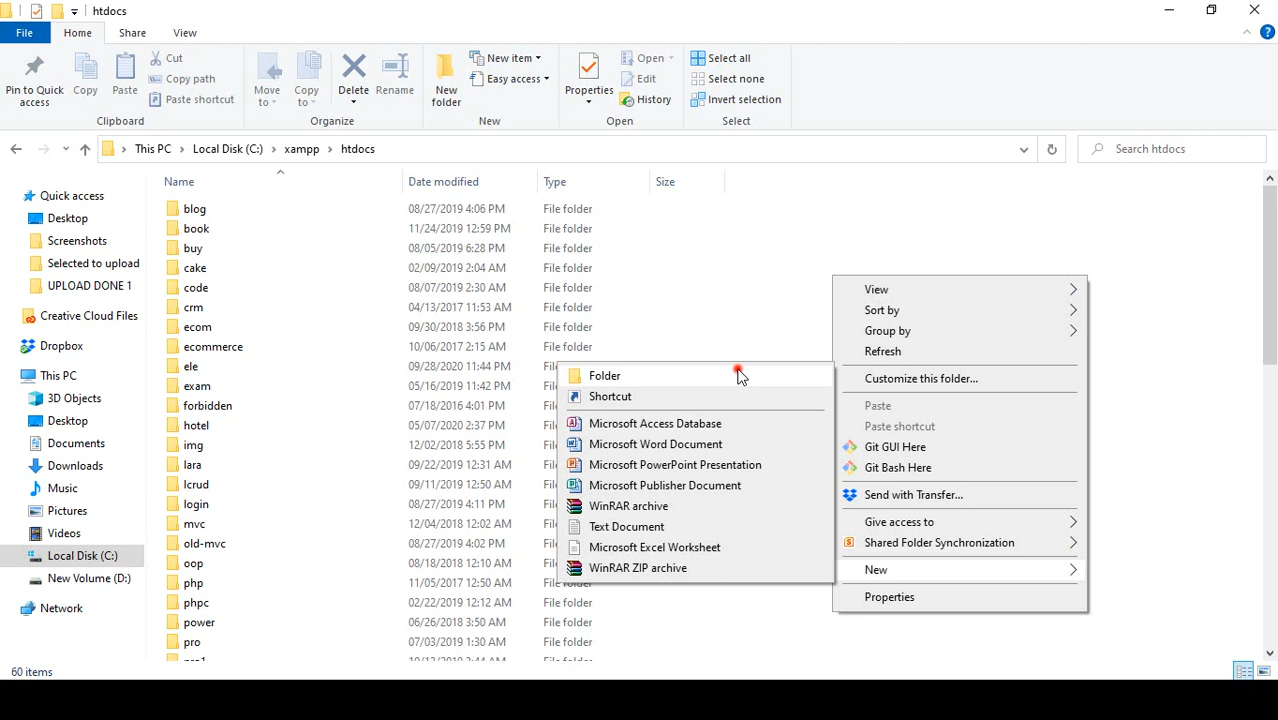 htdocs
File Home Share View
Pin to Quick access
Copy
Paste
Cut
Copy path
Paste shortcut
Clipboard
Move to
Copy to
Delete
Rename
Organize
New folder
New item
Easy access
New
Properties
Open
Edit
History
Open
Select all
Select none
Invert selection
Select
This PC > Local Disk (C:) > xampp > htdocs
Search htdocs
Name Date modified Type Size
Quick access
Desktop
Screenshots
Selected to upload
UPLOAD DONE 1
Creative Cloud Files
Dropbox
This PC
3D Objects
Desktop
Documents
Downloads
Music
Pictures
Videos
Local Disk (C:)
New Volume (D:)
Network
blog 08/27/2019 4:06 PM File folder
book 11/24/2019 12:59 PM File folder
buy 08/05/2019 6:28 PM File folder
cake 02/09/2019 2:04 AM File folder
code 08/07/2019 2:30 AM File folder
crm 04/13/2017 11:53 AM File folder
ecom 09/30/2018 3:56 PM File folder
ecommerce 10/06/2017 2:15 AM File folder
ele 09/28/2020 11:44 PM File folder
exam 05/16/2019 11:42 PM
forbidden 07/18/2016 4:01 PM
hotel 05/07/2020 2:37 PM
img 12/02/2018 5:55 PM
lara 09/22/2019 12:31 AM
lcrud 09/11/2019 12:50 AM
login 08/27/2019 4:11 PM
mvc 12/04/2018 12:02 AM
old-mvc 08/27/2019 4:02 PM
oop 08/18/2018 12:10 AM
php 11/05/2017 12:50 AM File folder
phpc 02/22/2019 12:12 AM File folder
power 06/26/2018 3:50 AM File folder
pro 07/03/2019 1:30 AM File folder
Folder
Shortcut
Microsoft Access Database
Microsoft Word Document
Microsoft PowerPoint Presentation
Microsoft Publisher Document
WinRAR archive
Text Document
Microsoft Excel Worksheet
WinRAR ZIP archive
View
Sort by
Group by
Refresh
Customize this folder...
Paste
Paste shortcut
Git GUI Here
Git Bash Here
Send with Transfer...
Give access to
Shared Folder Synchronization
New
Properties
60 items